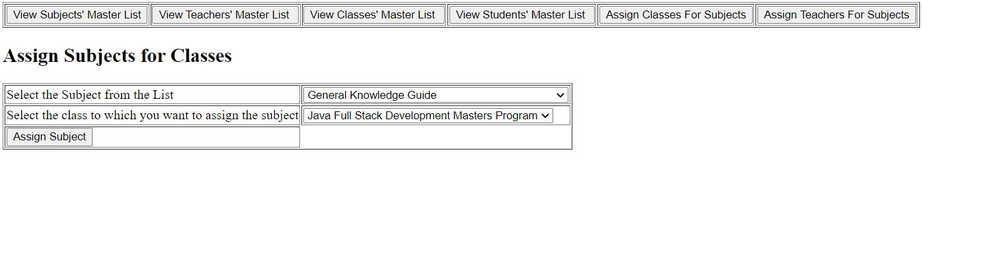 View Subjects' Master List View Teachers' Master List View Classes' Master List View Students' Master List Assign Classes For Subjects Assign Teachers For Subjects
Assign Subjects for Classes
Select the Subject from the List General Knowledge Guide
Select the class to which you want to assign the subject Java Full Stack Development Masters Program
Assign Subject